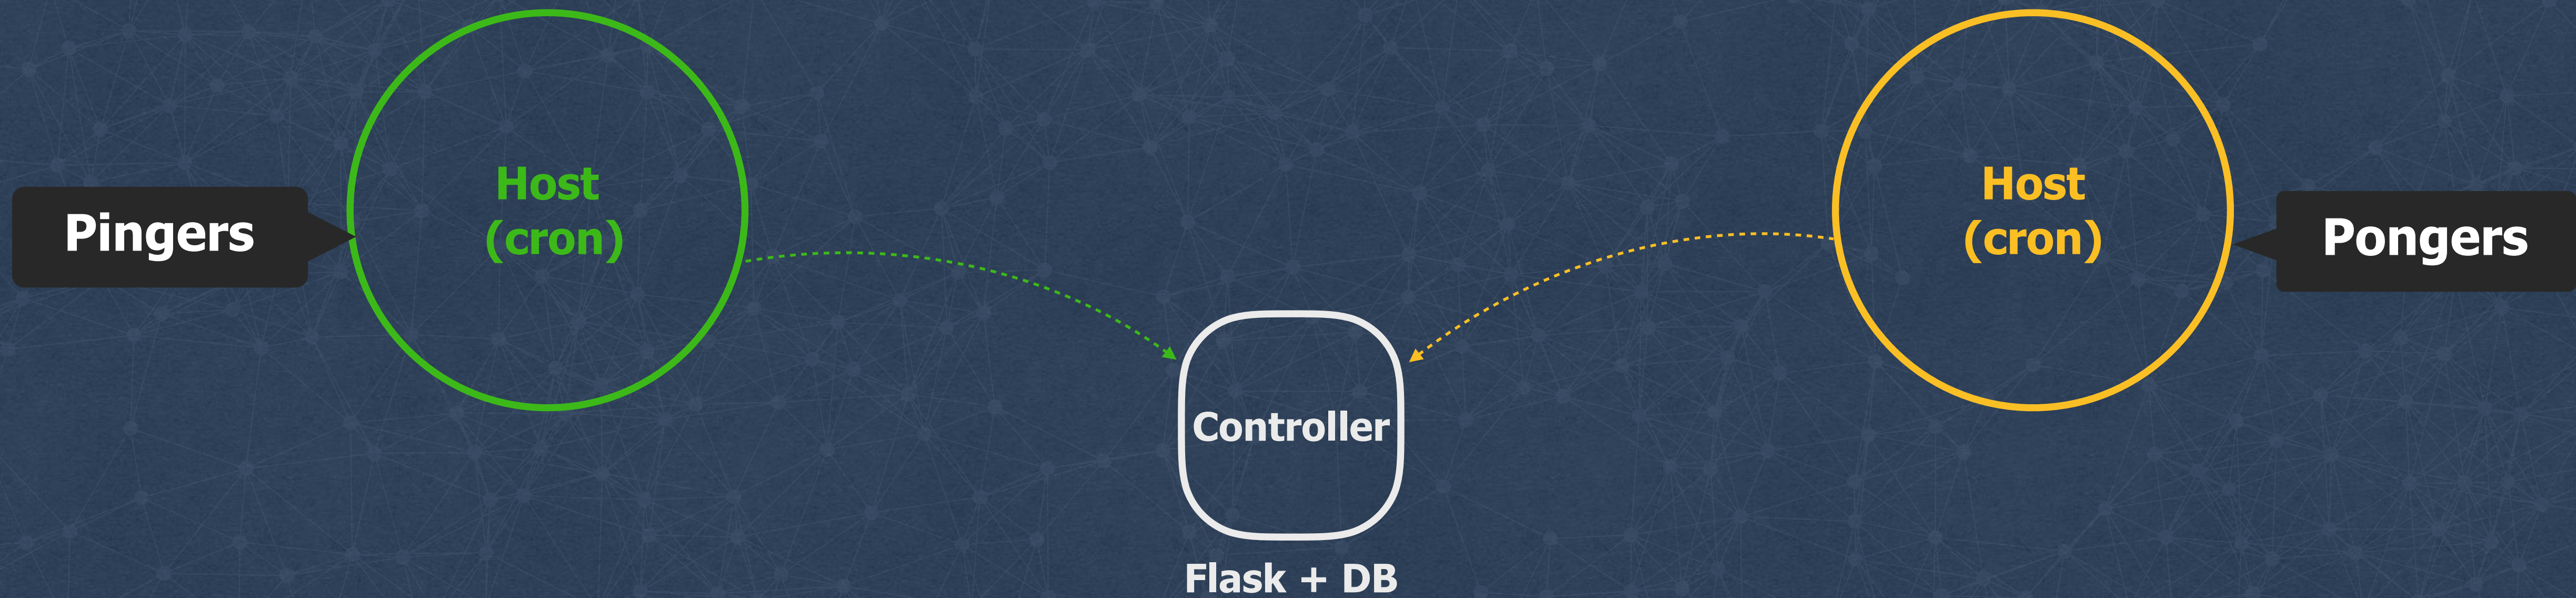 Pingers
Host
(cron)
Host
(cron)
Pongers
Controller
Flask + DB